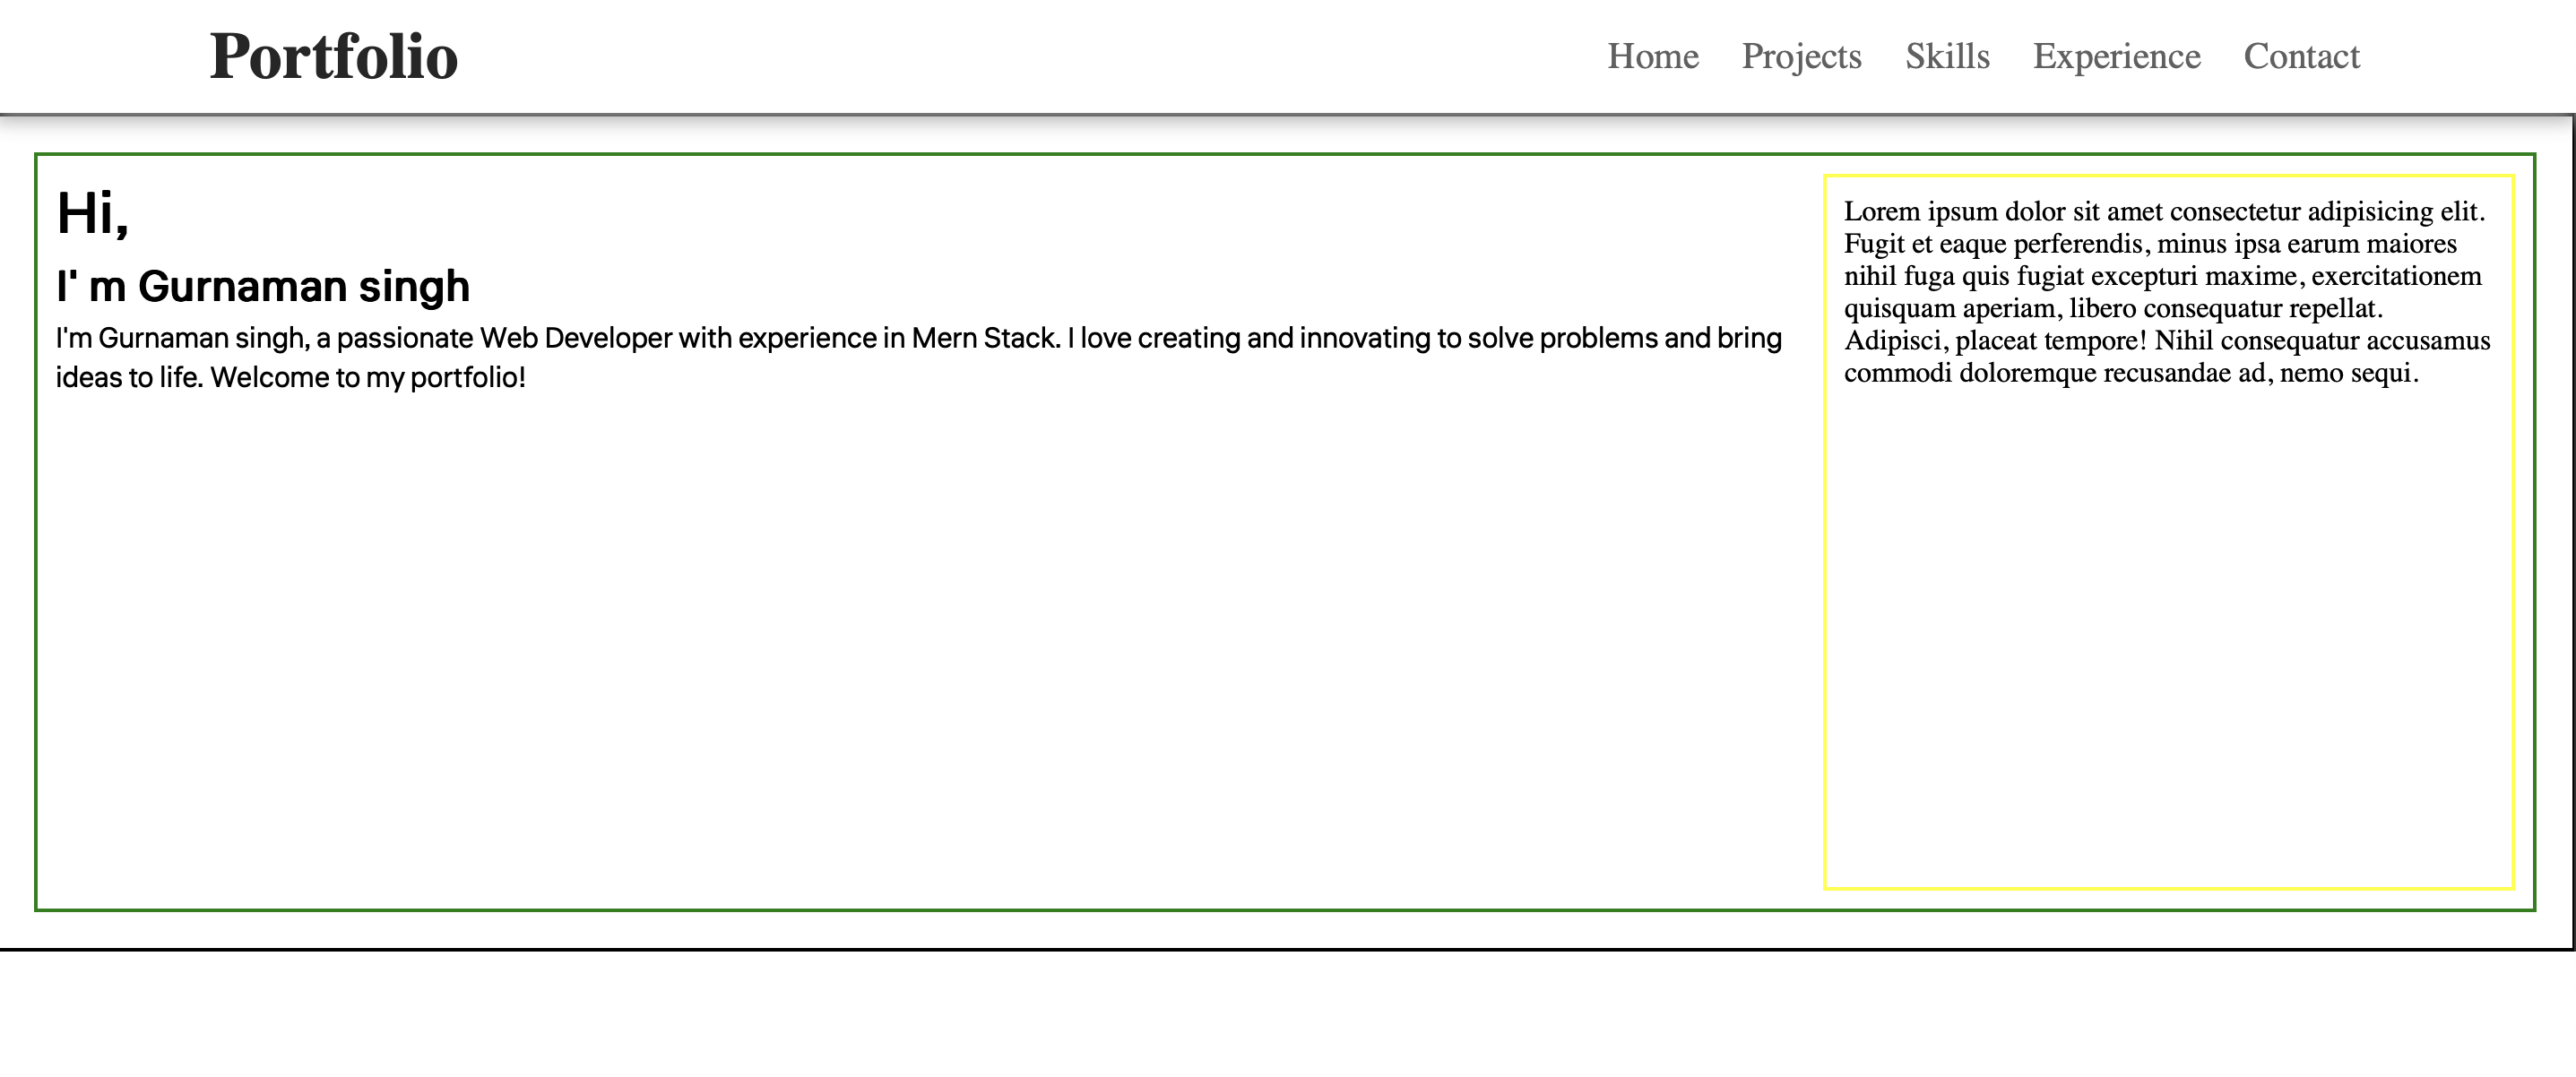 Portfolio
Home Projects Skills Experience Contact
Hi,
I' m Gurnaman singh
I'm Gurnaman singh, a passionate Web Developer with experience in Mern Stack. I love creating and innovating to solve problems and bring
ideas to life. Welcome to my portfolio!
Lorem ipsum dolor sit amet consectetur adipisicing elit.
Fugit et eaque perferendis, minus ipsa earum maiores
nihil fuga quis fugiat excepturi maxime, exercitationem
quisquam aperiam, libero consequatur repellat.
Adipisci, placeat tempore! Nihil consequatur accusamus
commodi doloremque recusandae ad, nemo sequi.